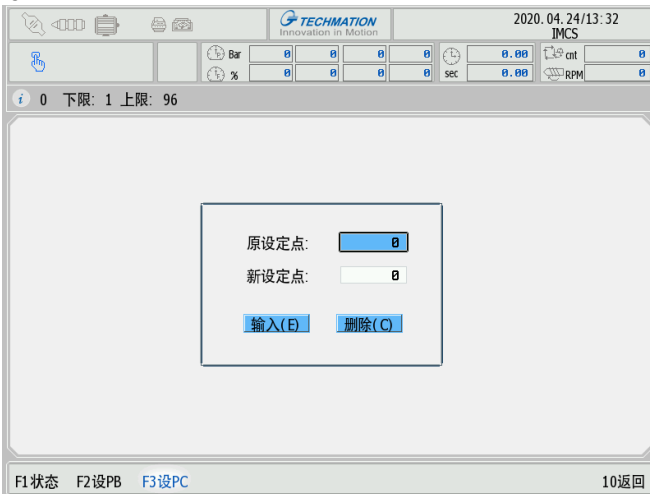 TECHMATION
Innovation in Motion
2020.04.24/13:32
IMCS
Bar 0 0 0 0 0.00 cnt 0
% 0 0 0 0 sec 0.00 RPM 0
i 0 下限: 1 上限: 96
原设定点: 0
新设定点: 0
输入(E) 删除(C)
F1状态 F2设PB F3设PC 10返回